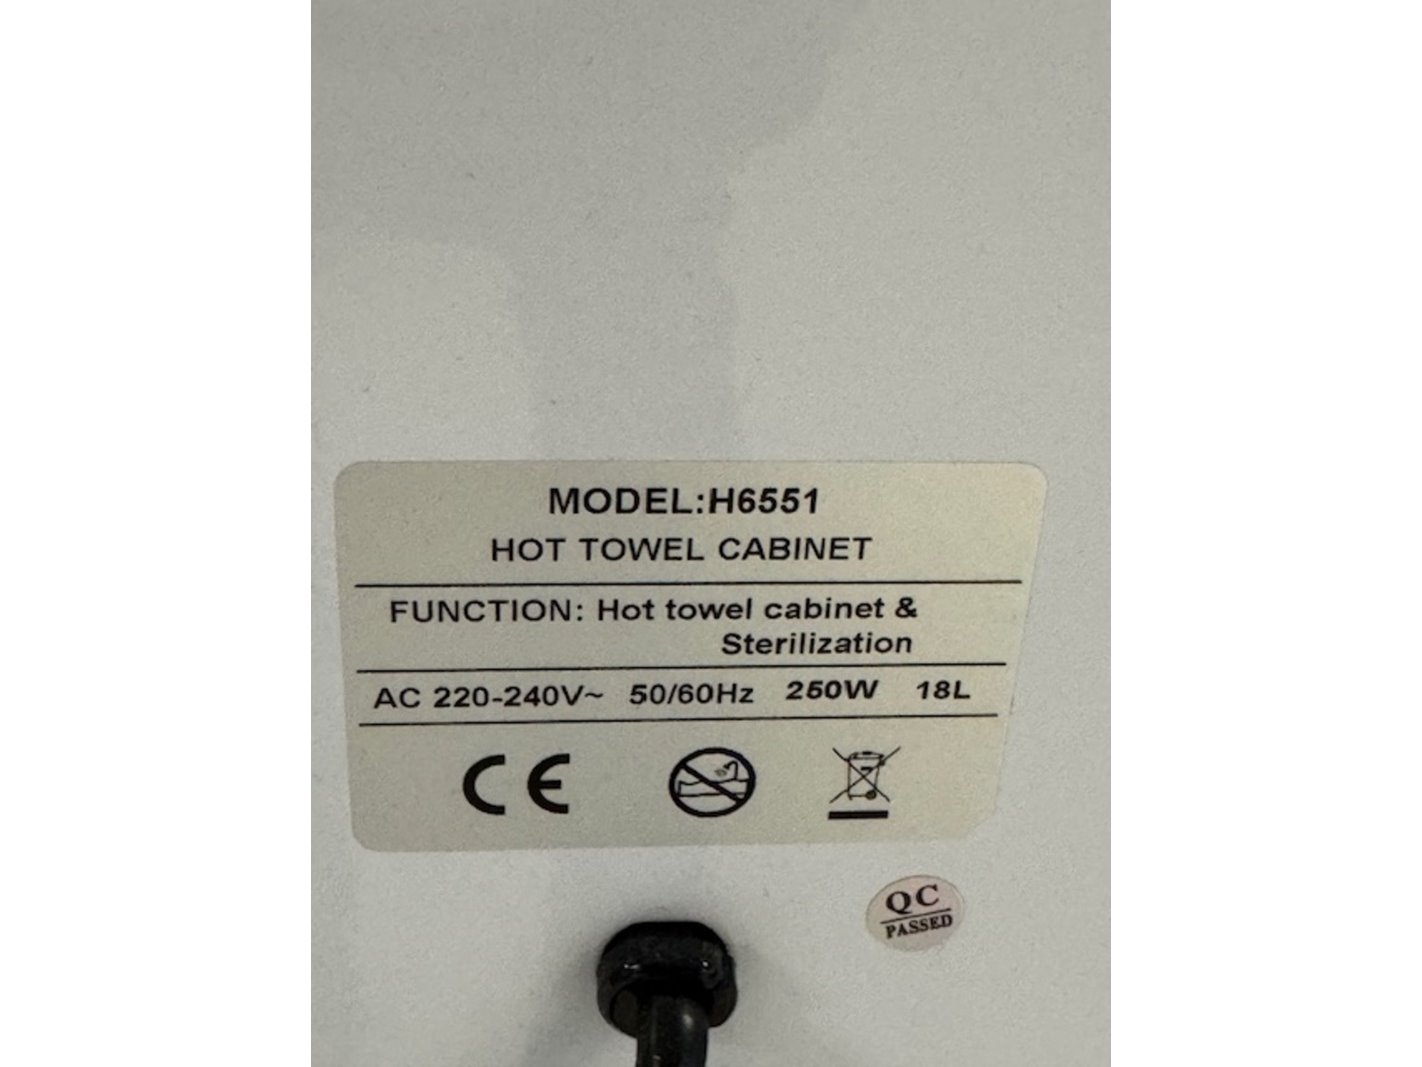 MODEL:H6551
HOT TOWEL CABINET
FUNCTION: Hot towel cabinet &
Sterilization
AC 220-240V~ 50/60Hz 250W 18L
CE
QC
PASSED